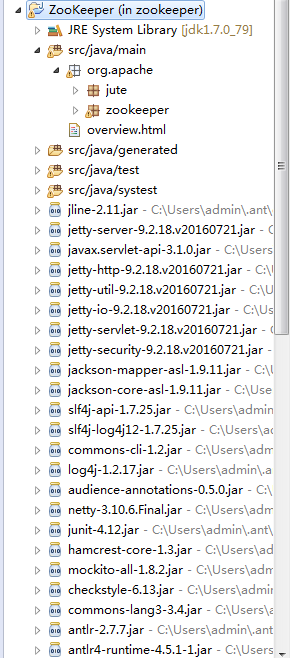 ZooKeeper (in zookeeper)
JRE System Library [jdk1.7.0_79]
src/java/main
org.apache
jute
zookeeper
overview.html
src/java/generated
src/java/test
src/java/systest
jline-2.11.jar - C:\Users\admin\.ant\c
jetty-server-9.2.18.v20160721.jar -
javax.servlet-api-3.1.0.jar - C:\Users
jetty-http-9.2.18.v20160721.jar - C:\
jetty-util-9.2.18.v20160721.jar - C:\
jetty-io-9.2.18.v20160721.jar - C:\Us
jetty-servlet-9.2.18.v20160721.jar -
jetty-security-9.2.18.v20160721.jar -
jackson-mapper-asl-1.9.11.jar - C:\U
jackson-core-asl-1.9.11.jar - C:\User
slf4j-api-1.7.25.jar - C:\Users\admin
slf4j-log4j12-1.7.25.jar - C:\Users\a
commons-cli-1.2.jar - C:\Users\admin
log4j-1.2.17.jar - C:\Users\admin\.a
audience-annotations-0.5.0.jar - C:\
netty-3.10.6.Final.jar - C:\Users\adm
junit-4.12.jar - C:\Users\admin\.ant\
hamcrest-core-1.3.jar - C:\Users\adm
mockito-all-1.8.2.jar - C:\Users\adm
checkstyle-6.13.jar - C:\Users\admin
commons-lang3-3.4.jar - C:\Users\a
antlr-2.7.7.jar - C:\Users\admin\.ant
antlr4-runtime-4.5.1-1.jar - C:\Users